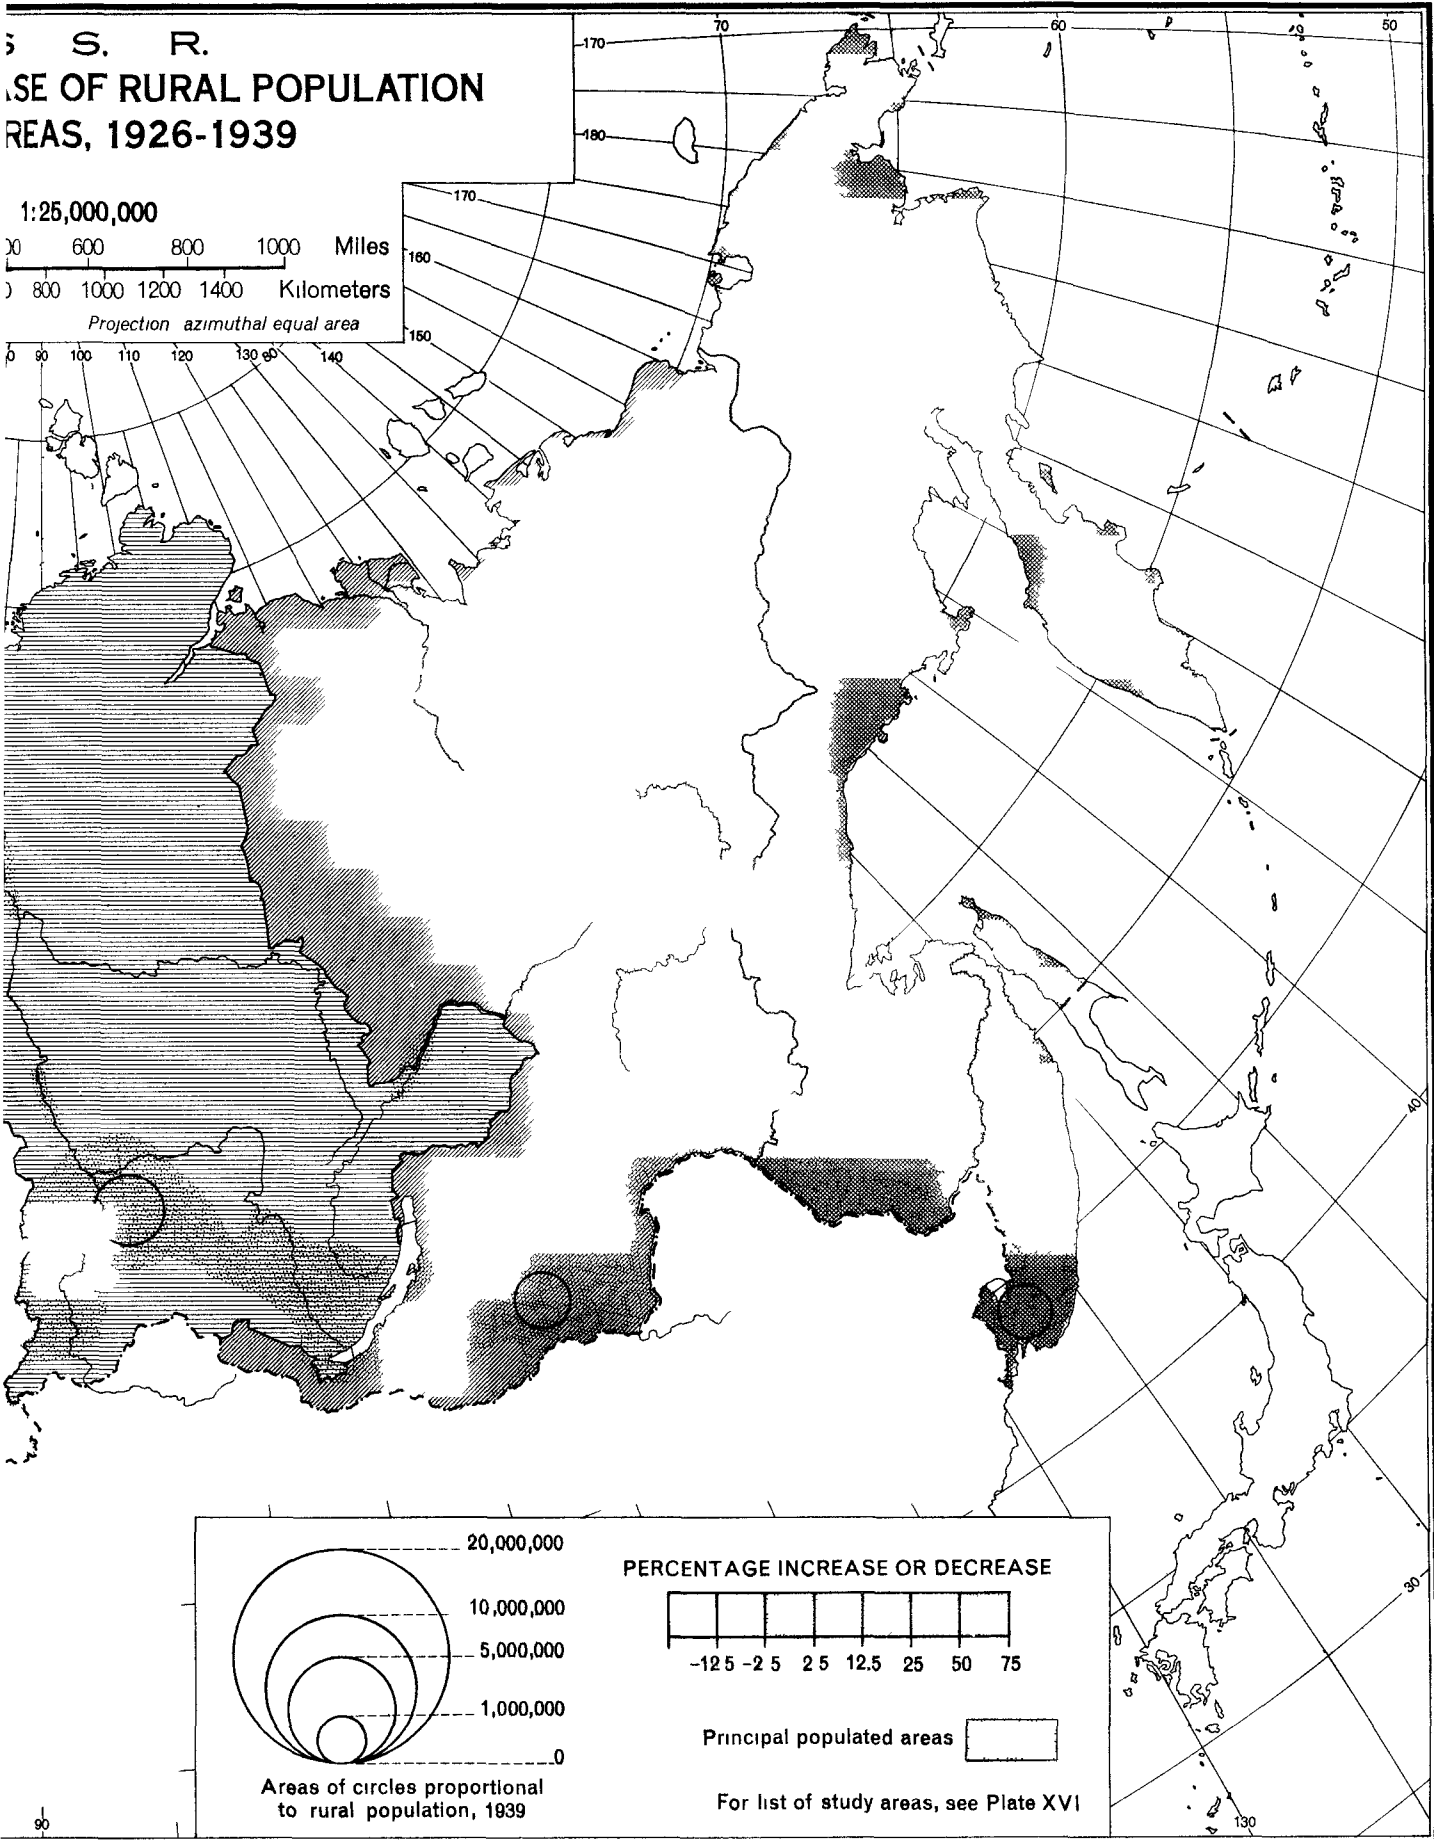 S. R.
OF RURAL POPULATION
1926-1939
1:25,000,000
600 800 1000 Miles
800 1000 1200 1400 Kilometers
Projection azimuthal equal area
70
60
50
170
180
170
160
150
90 100 110 120 130 80 140
40
30
130
90
20,000,000
10,000,000
5,000,000
1,000,000
0
Areas of circles proportional
to rural population, 1939
PERCENTAGE INCREASE OR DECREASE
-12 5 -2 5 2 5 12.5 25 50 75
Principal populated areas
For list of study areas, see Plate XVI